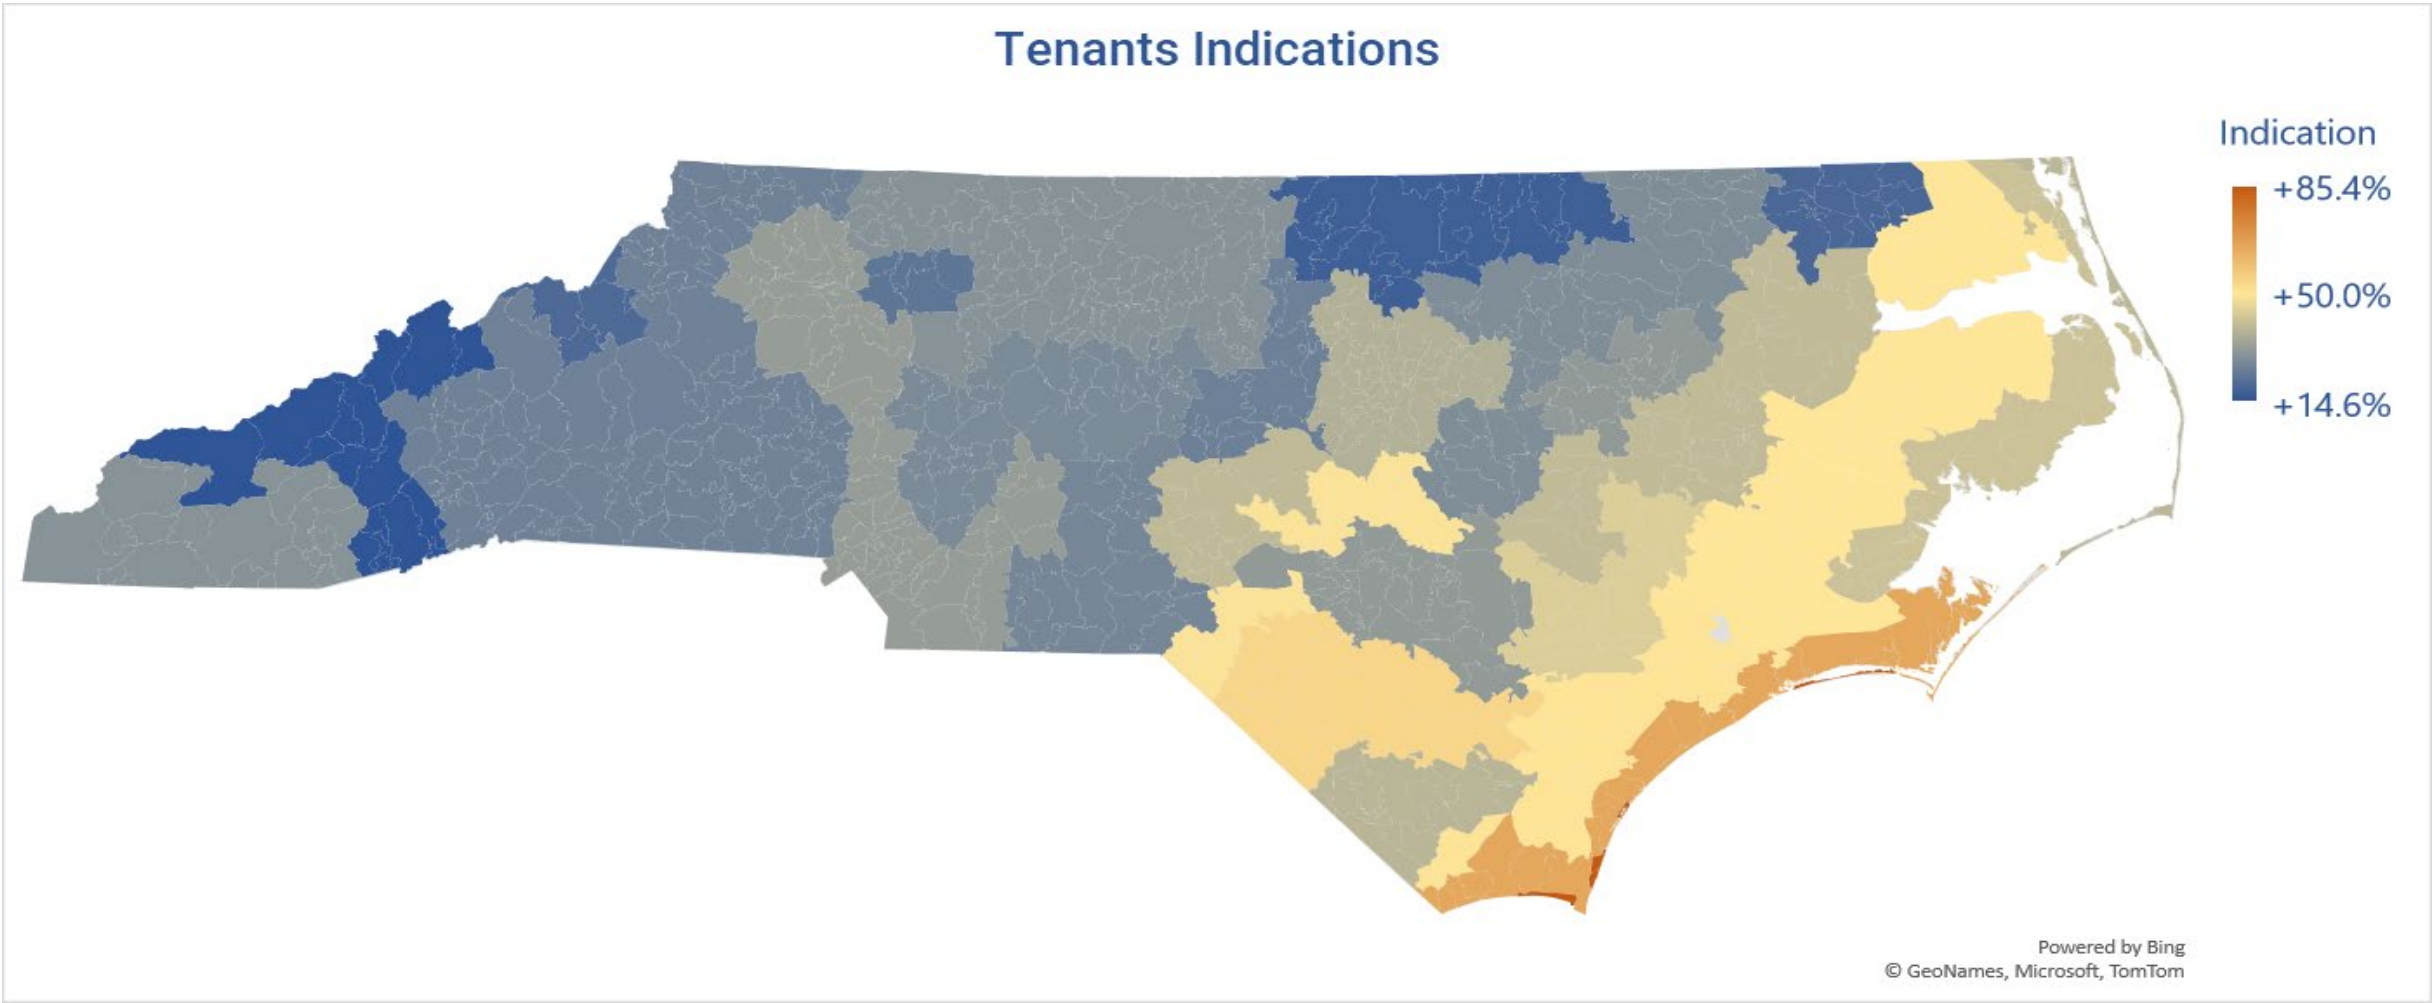 Tenants Indications
Indication
+85.4%
+50.0%
+14.6%
Powered by Bing
© GeoNames, Microsoft, TomTom